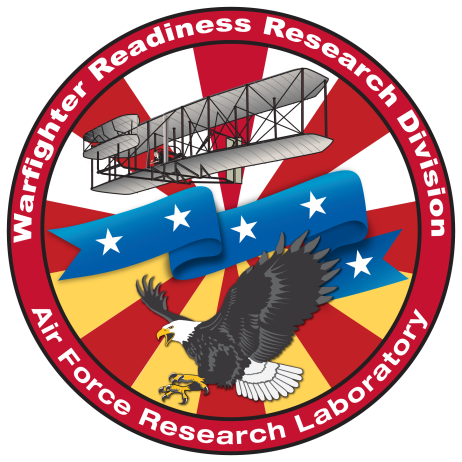 Warfighter Readiness Research Division
Air Force Research Laboratory